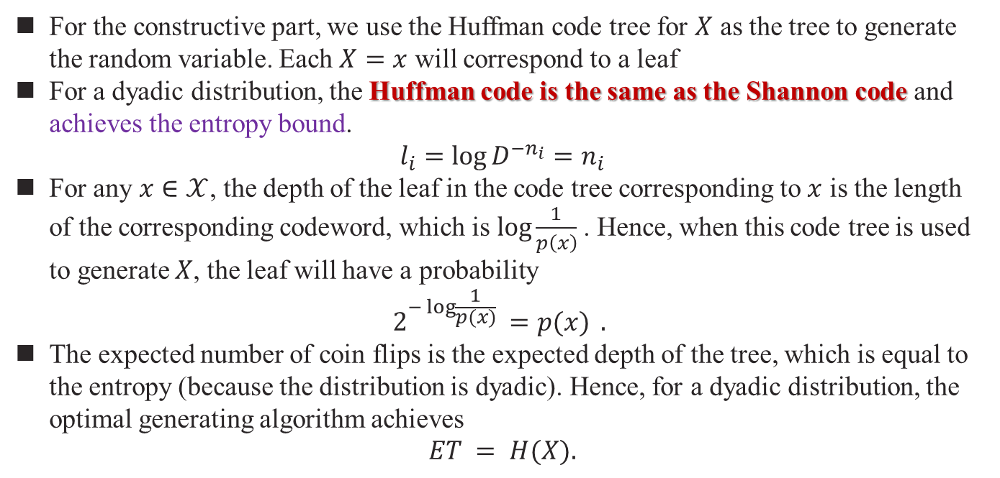 ■ For the constructive part, we use the Huffman code tree for X as the tree to generate
the random variable. Each X = x will correspond to a leaf
■ For a dyadic distribution, the Huffman code is the same as the Shannon code and
achieves the entropy bound.
l_i = log D^{−n_i} = n_i
■ For any x ∈ 𝒳, the depth of the leaf in the code tree corresponding to x is the length
of the corresponding codeword, which is log \frac{1}{p(x)} . Hence, when this code tree is used
to generate X, the leaf will have a probability
2^{− log \frac{1}{p(x)}} = p(x) .
■ The expected number of coin flips is the expected depth of the tree, which is equal to
the entropy (because the distribution is dyadic). Hence, for a dyadic distribution, the
optimal generating algorithm achieves
ET = H(X).